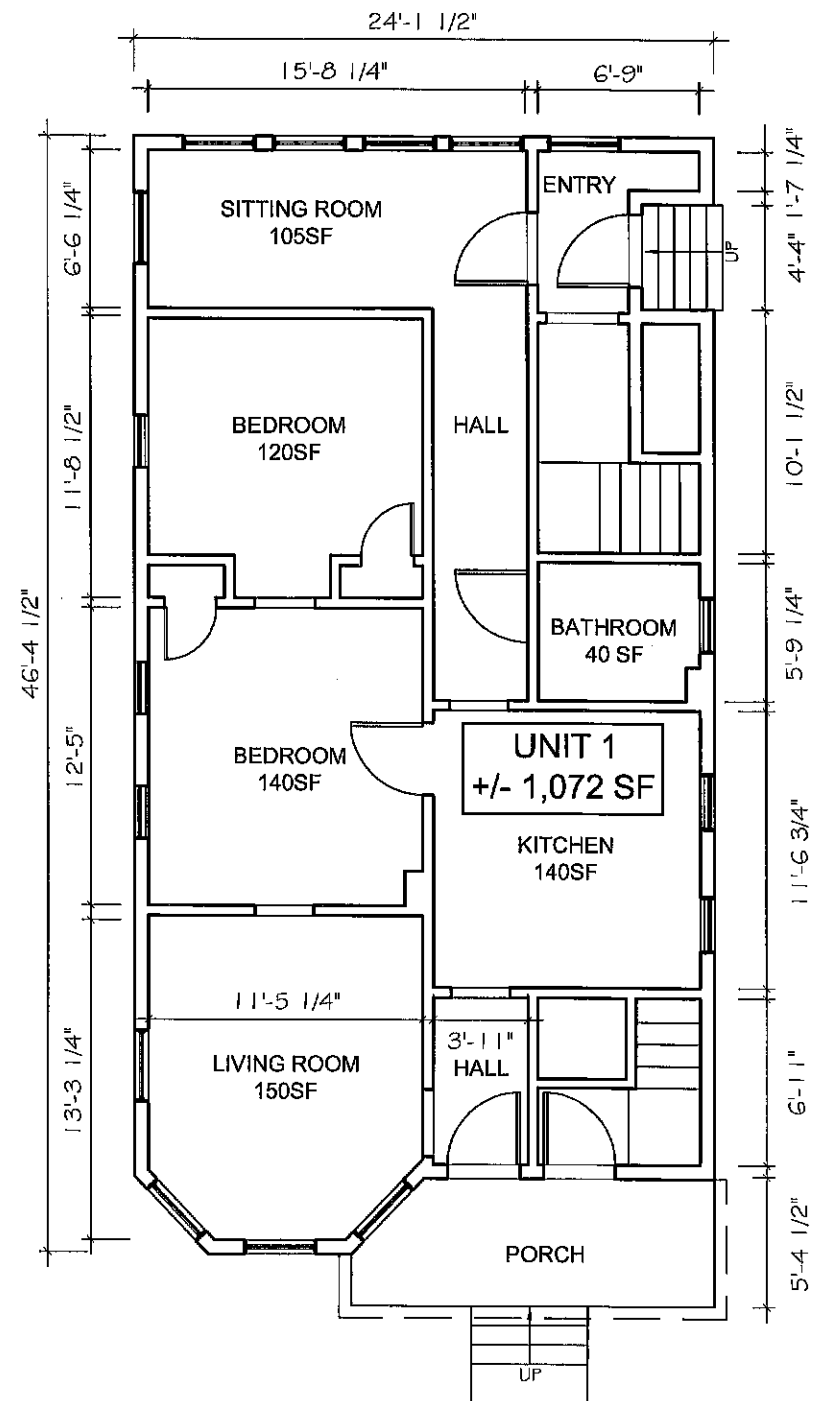 24'-1 1/2"
15'-8 1/4"
6'-9"
1'-7 1/4"
ENTRY
SITTING ROOM
105SF
6'-6 1/4"
4'-4"
UP
46'-4 1/2"
11'-8 1/2"
BEDROOM
120SF
HALL
10'-1 1/2"
BATHROOM
40 SF
5'-9 1/4"
12'-5"
BEDROOM
140SF
UNIT 1
+/- 1,072 SF
KITCHEN
140SF
11'-6 3/4"
11'-5 1/4"
3'-11"
HALL
LIVING ROOM
150SF
13'-3 1/4"
6'-11"
PORCH
5'-4 1/2"
UP